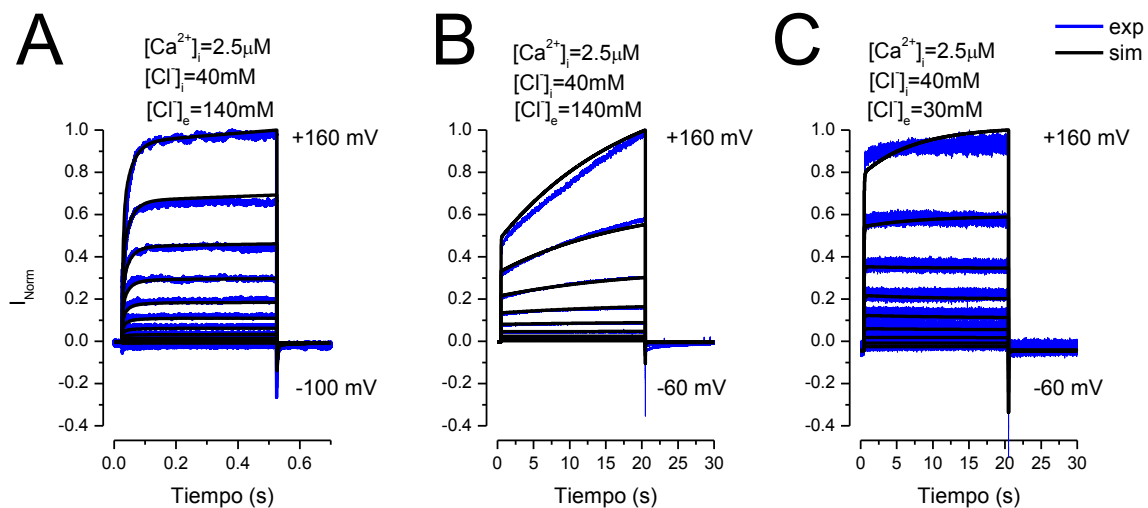 A
[Ca²⁺]ᵢ=2.5μM
[Cl⁻]ᵢ=40mM
[Cl⁻]ₑ=140mM
+160 mV
-100 mV
I_Norm
1.0
0.8
0.6
0.4
0.2
0.0
-0.2
-0.4
0.0 0.2 0.4 0.6
Tiempo (s)
B
[Ca²⁺]ᵢ=2.5μM
[Cl⁻]ᵢ=40mM
[Cl⁻]ₑ=140mM
+160 mV
-60 mV
1.0
0.8
0.6
0.4
0.2
0.0
-0.2
-0.4
0 5 10 15 20 25 30
Tiempo (s)
C
[Ca²⁺]ᵢ=2.5μM
[Cl⁻]ᵢ=40mM
[Cl⁻]ₑ=30mM
+160 mV
-60 mV
1.0
0.8
0.6
0.4
0.2
0.0
-0.2
-0.4
0 5 10 15 20 25 30
Tiempo (s)
exp
sim